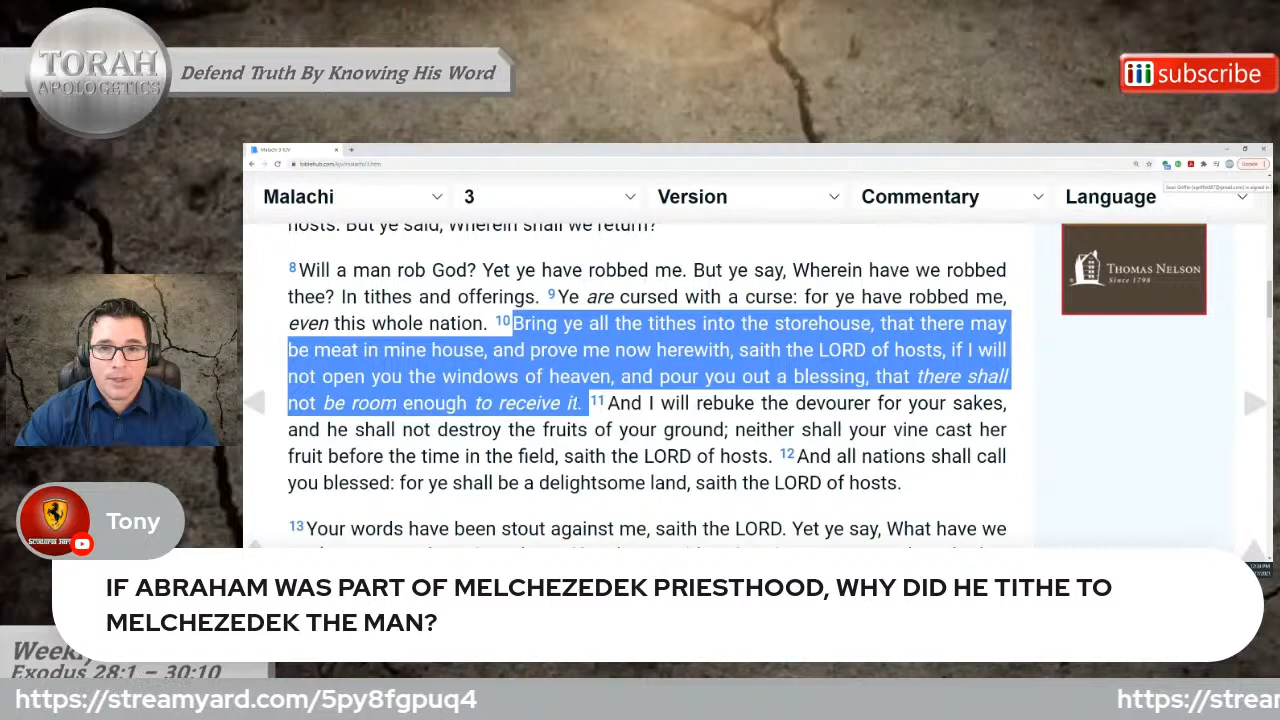 TORAH
APOLOGETICS
Defend Truth By Knowing His Word
subscribe
Malachi 3 KJV
biblehub.com/kjv/malachi/3.htm
Malachi
3
Version
Commentary
Language
hosts. But ye said, Wherein shall we return?
8 Will a man rob God? Yet ye have robbed me. But ye say, Wherein have we robbed
thee? In tithes and offerings. 9 Ye are cursed with a curse: for ye have robbed me,
even this whole nation. 10 Bring ye all the tithes into the storehouse, that there may
be meat in mine house, and prove me now herewith, saith the LORD of hosts, if I will
not open you the windows of heaven, and pour you out a blessing, that there shall
not be room enough to receive it. 11 And I will rebuke the devourer for your sakes,
and he shall not destroy the fruits of your ground; neither shall your vine cast her
fruit before the time in the field, saith the LORD of hosts. 12 And all nations shall call
you blessed: for ye shall be a delightsome land, saith the LORD of hosts.
13 Your words have been stout against me, saith the LORD. Yet ye say, What have we
THOMAS NELSON
Since 1798
Tony
IF ABRAHAM WAS PART OF MELCHEZEDEK PRIESTHOOD, WHY DID HE TITHE TO
MELCHEZEDEK THE MAN?
Weekl
Exodus 28:1 – 30:10
https://streamyard.com/5py8fgpuq4
https://strear